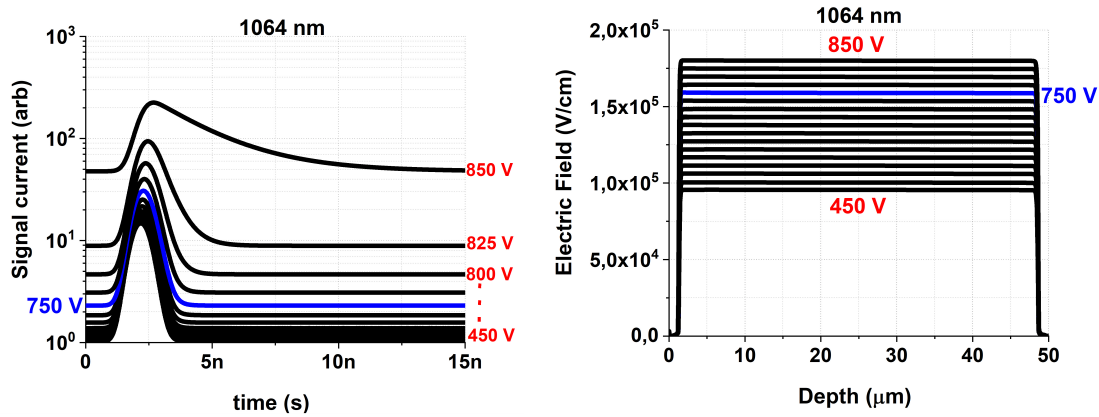 1064 nm
10³
10²
10¹
10⁰
Signal current (arb)
850 V
825 V
800 V
750 V
450 V
0
5n
10n
15n
time (s)
1064 nm
2,0x10⁵
1,5x10⁵
1,0x10⁵
5,0x10⁴
0,0
Electric Field (V/cm)
850 V
750 V
450 V
0
10
20
30
40
50
Depth (μm)